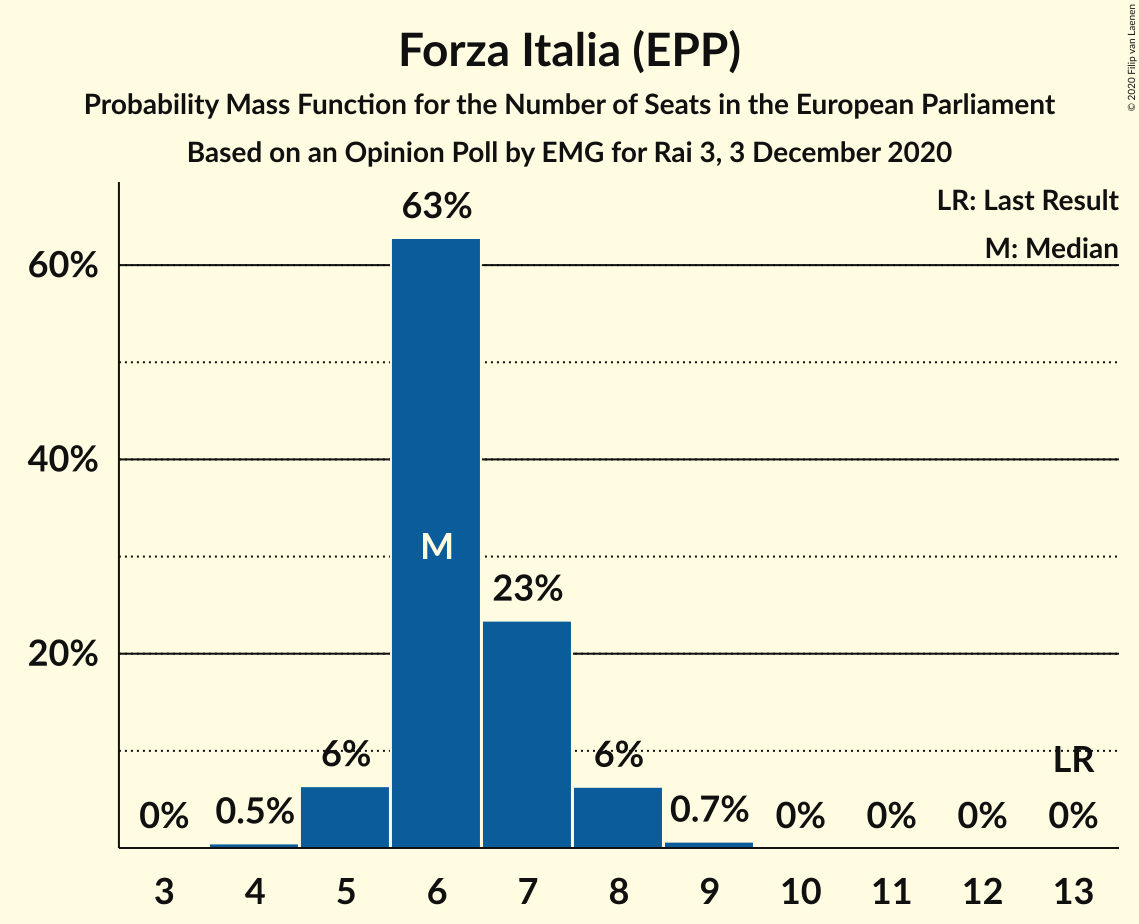 Forza Italia (EPP)
Probability Mass Function for the Number of Seats in the European Parliament
Based on an Opinion Poll by EMG for Rai 3, 3 December 2020
© 2020 Filip van Laenen
LR: Last Result
M: Median
60%
40%
20%
0%
0.5%
6%
63%
M
23%
6%
0.7%
0%
0%
0%
LR
0%
3 4 5 6 7 8 9 10 11 12 13